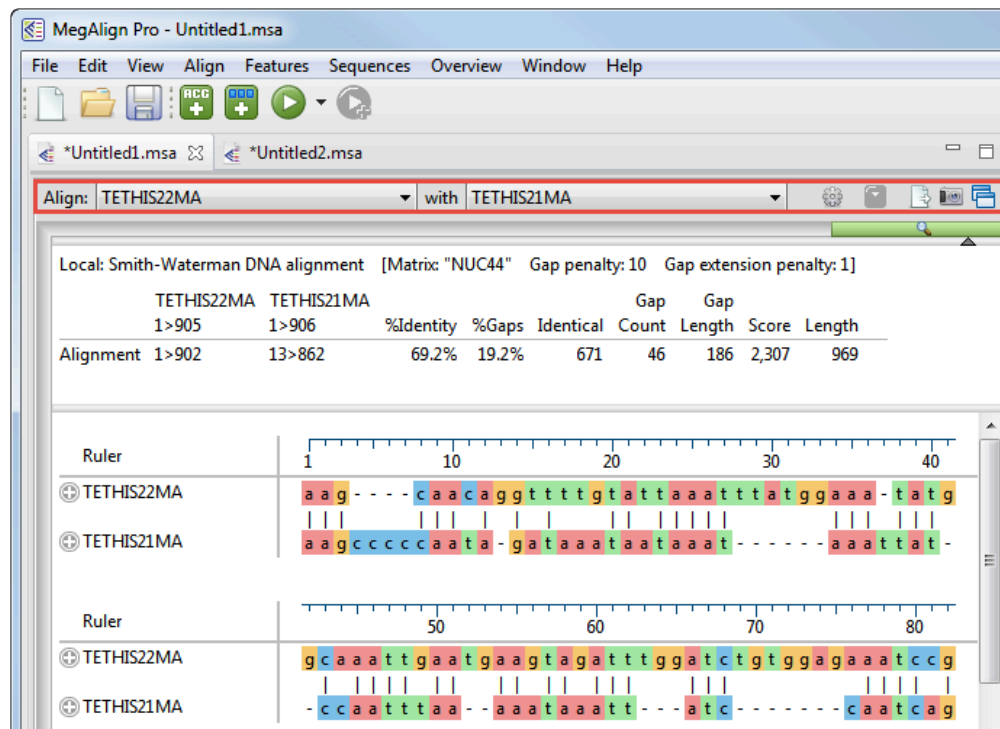 MegAlign Pro - Untitled1.msa
File Edit View Align Features Sequences Overview Window Help
ACG
*Untitled1.msa *Untitled2.msa
Align: TETHIS22MA with TETHIS21MA
Local: Smith-Waterman DNA alignment [Matrix: "NUC44" Gap penalty: 10 Gap extension penalty: 1]
TETHIS22MA TETHIS21MA Gap Gap
1>905 1>906 %Identity %Gaps Identical Count Length Score Length
Alignment 1>902 13>862 69.2% 19.2% 671 46 186 2,307 969
Ruler 1 10 20 30 40
TETHIS22MA a a g - - - - c a a c a g g t t t t g t a t t a a a t t t a t g g a a a - t a t g
TETHIS21MA a a g c c c c c a a t a - g a t a a a t a a t a a a t - - - - - - a a a t t a t -
Ruler 50 60 70 80
TETHIS22MA g c a a a t t g a a t g a a g t a g a t t t g g a t c t g t g g a g a a a t c c g
TETHIS21MA - c c a a t t t a a - - a a a t a a a t t - - - a t c - - - - - - - c a a t c a g